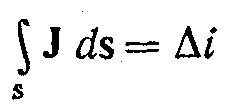 ∫ₛ J ds = Δi